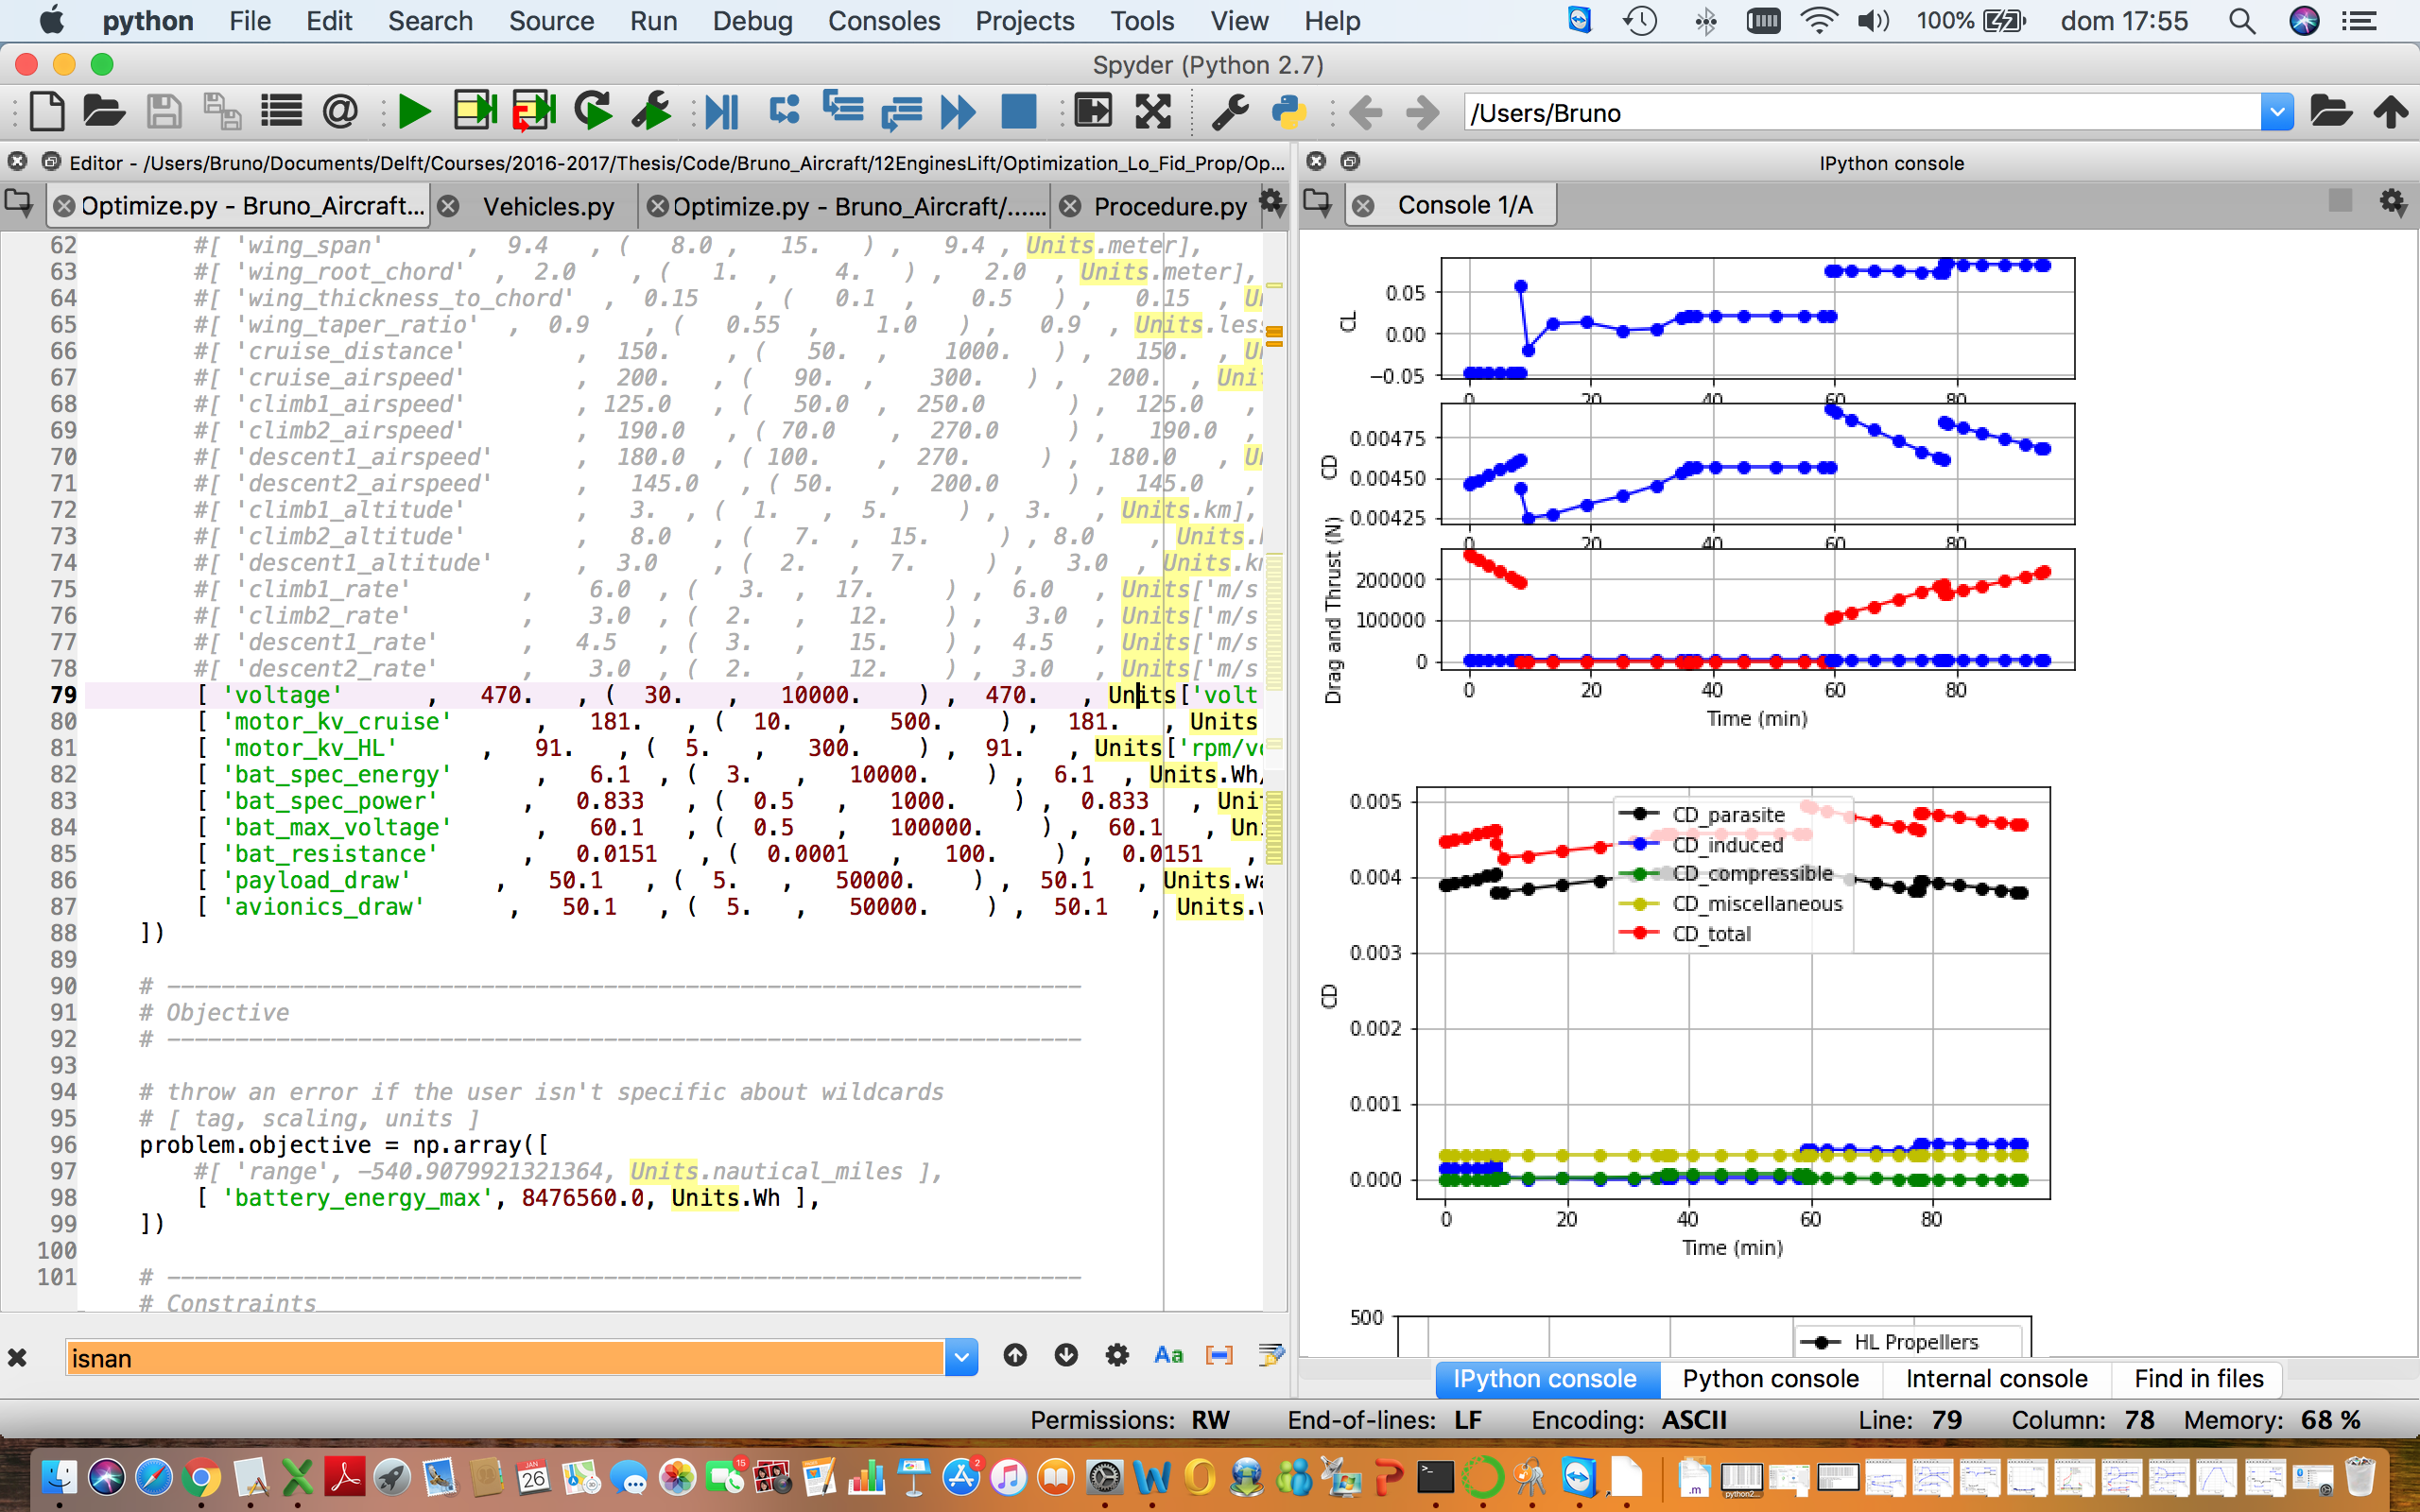 python File Edit Search Source Run Debug Consoles Projects Tools View Help 100% dom 17:55
Spyder (Python 2.7)
/Users/Bruno
Editor - /Users/Bruno/Documents/Delft/Courses/2016-2017/Thesis/Code/Bruno_Aircraft/12EnginesLift/Optimization_Lo_Fid_Prop/Op...
Optimize.py - Bruno_Aircraft... Vehicles.py Optimize.py - Bruno_Aircraft/...... Procedure.py
62 #[ 'wing_span' , 9.4 , ( 8.0 , 15. ) , 9.4 , Units.meter],
63 #[ 'wing_root_chord' , 2.0 , ( 1. , 4. ) , 2.0 , Units.meter],
64 #[ 'wing_thickness_to_chord' , 0.15 , ( 0.1 , 0.5 ) , 0.15 ,
65 #[ 'wing_taper_ratio' , 0.9 , ( 0.55 , 1.0 ) , 0.9 , Units.les
66 #[ 'cruise_distance' , 150. , ( 50. , 1000. ) , 150. ,
67 #[ 'cruise_airspeed' , 200. , ( 90. , 300. ) , 200. , Uni
68 #[ 'climb1_airspeed' , 125.0 , ( 50.0 , 250.0 ) , 125.0 ,
69 #[ 'climb2_airspeed' , 190.0 , ( 70.0 , 270.0 ) , 190.0 ,
70 #[ 'descent1_airspeed' , 180.0 , ( 100. , 270. ) , 180.0 ,
71 #[ 'descent2_airspeed' , 145.0 , ( 50. , 200.0 ) , 145.0 ,
72 #[ 'climb1_altitude' , 3. , ( 1. , 5. ) , 3. , Units.km],
73 #[ 'climb2_altitude' , 8.0 , ( 7. , 15. ) , 8.0 , Units.
74 #[ 'descent1_altitude' , 3.0 , ( 2. , 7. ) , 3.0 , Units.k
75 #[ 'climb1_rate' , 6.0 , ( 3. , 17. ) , 6.0 , Units['m/s
76 #[ 'climb2_rate' , 3.0 , ( 2. , 12. ) , 3.0 , Units['m/s
77 #[ 'descent1_rate' , 4.5 , ( 3. , 15. ) , 4.5 , Units['m/s
78 #[ 'descent2_rate' , 3.0 , ( 2. , 12. ) , 3.0 , Units['m/s
79 [ 'voltage' , 470. , ( 30. , 10000. ) , 470. , Units['volt
80 [ 'motor_kv_cruise' , 181. , ( 10. , 500. ) , 181. , Units
81 [ 'motor_kv_HL' , 91. , ( 5. , 300. ) , 91. , Units['rpm/v
82 [ 'bat_spec_energy' , 6.1 , ( 3. , 10000. ) , 6.1 , Units.Wh/
83 [ 'bat_spec_power' , 0.833 , ( 0.5 , 1000. ) , 0.833 , Uni
84 [ 'bat_max_voltage' , 60.1 , ( 0.5 , 100000. ) , 60.1 , Un
85 [ 'bat_resistance' , 0.0151 , ( 0.0001 , 100. ) , 0.0151 ,
86 [ 'payload_draw' , 50.1 , ( 5. , 50000. ) , 50.1 , Units.wa
87 [ 'avionics_draw' , 50.1 , ( 5. , 50000. ) , 50.1 , Units.
88 ])
89
90 # -------------------------------------------------------------------
91 # Objective
92 # -------------------------------------------------------------------
93
94 # throw an error if the user isn't specific about wildcards
95 # [ tag, scaling, units ]
96 problem.objective = np.array([
97 #[ 'range', -540.9079921321364, Units.nautical_miles ],
98 [ 'battery_energy_max', 8476560.0, Units.Wh ],
99 ])
100
101 # -------------------------------------------------------------------
# Constraints
isnan
Aa
IPython console
Console 1/A
CL
0.05
0.00
−0.05
0 20 40 60 80
CD
0.00475
0.00450
0.00425
0 20 40 60 80
Drag and Thrust (N)
200000
100000
0
0 20 40 60 80
Time (min)
CD
0.005
0.004
0.003
0.002
0.001
0.000
CD_parasite
CD_induced
CD_compressible
CD_miscellaneous
CD_total
0 20 40 60 80
Time (min)
500
HL Propellers
IPython console Python console Internal console Find in files
Permissions: RW End-of-lines: LF Encoding: ASCII Line: 79 Column: 78 Memory: 68 %
JAN
26
15
2
.m